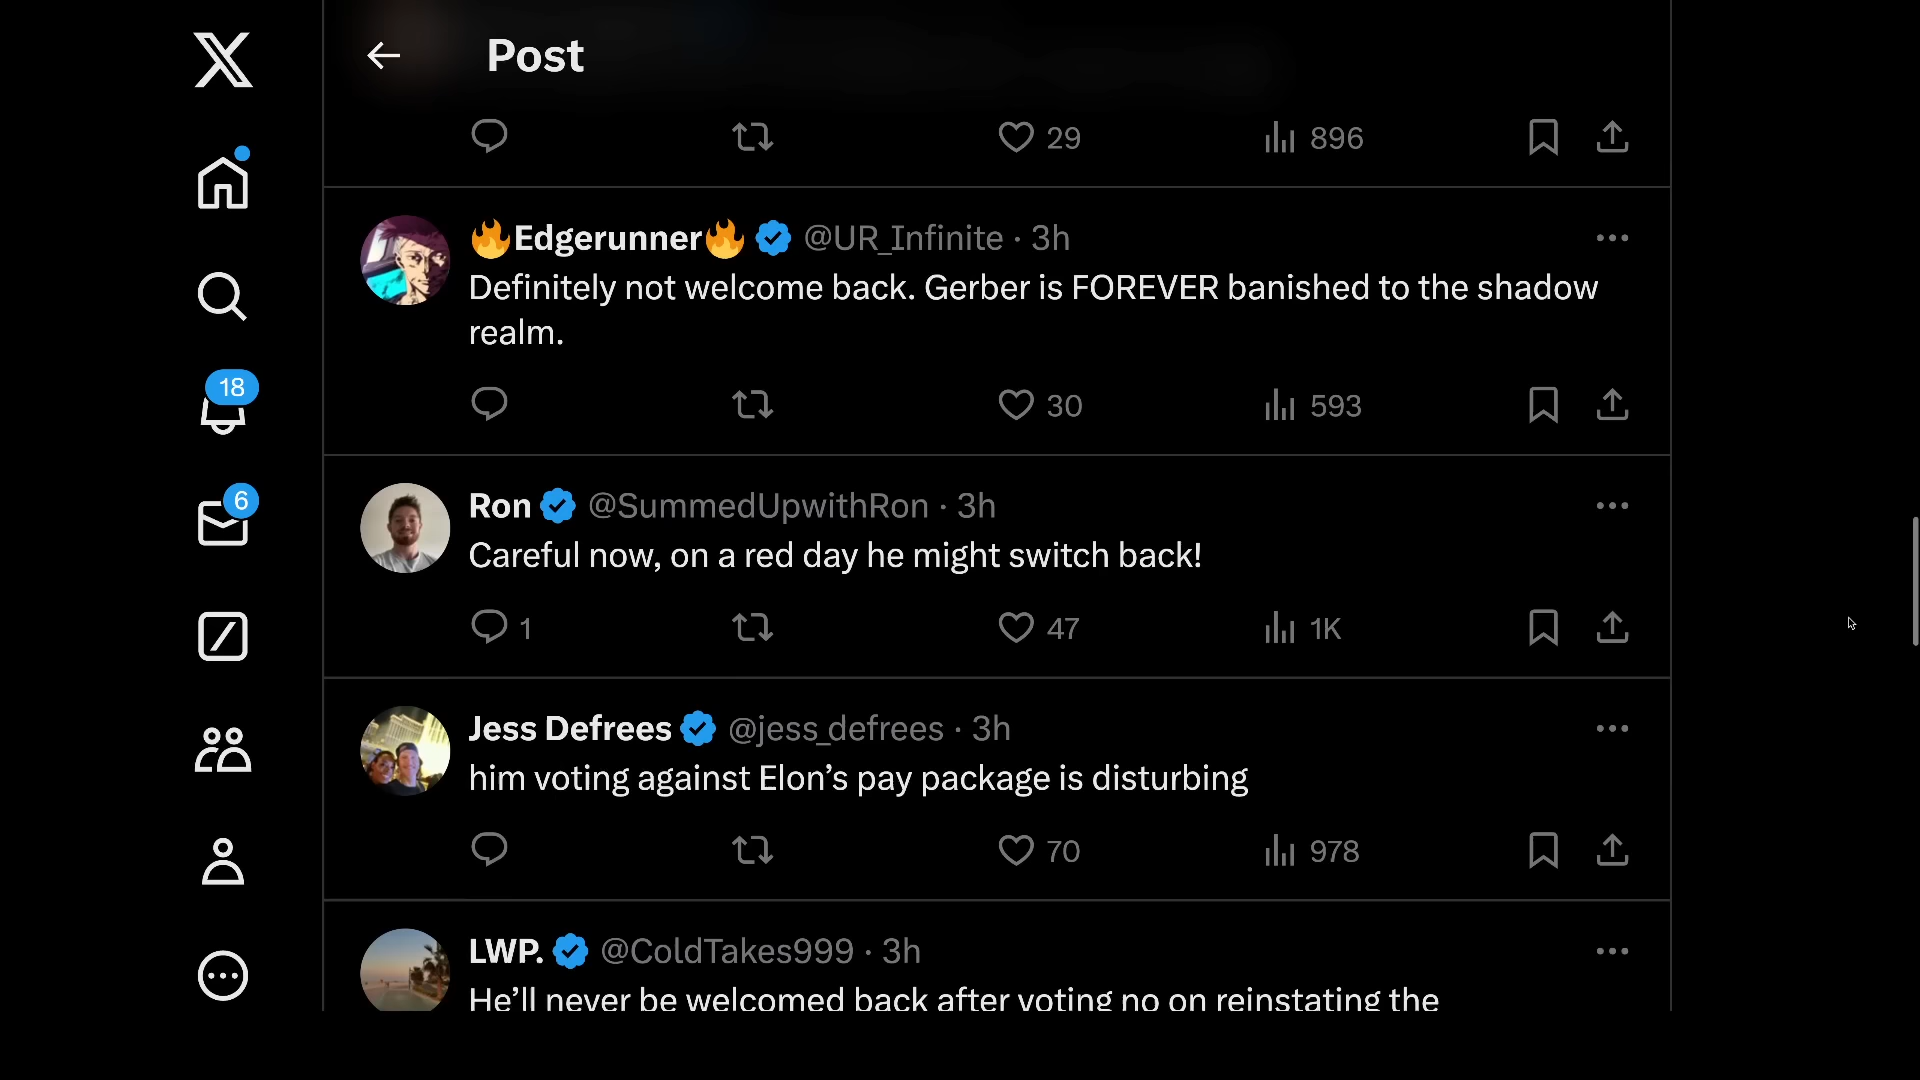 Post
29 896
🔥Edgerunner🔥 @UR_Infinite · 3h
Definitely not welcome back. Gerber is FOREVER banished to the shadow
realm.
30 593
18
Ron @SummedUpwithRon · 3h
6
Careful now, on a red day he might switch back!
1 47 1K
Jess Defrees @jess_defrees · 3h
him voting against Elon’s pay package is disturbing
70 978
LWP. @ColdTakes999 · 3h
He’ll never be welcomed back after voting no on reinstating the